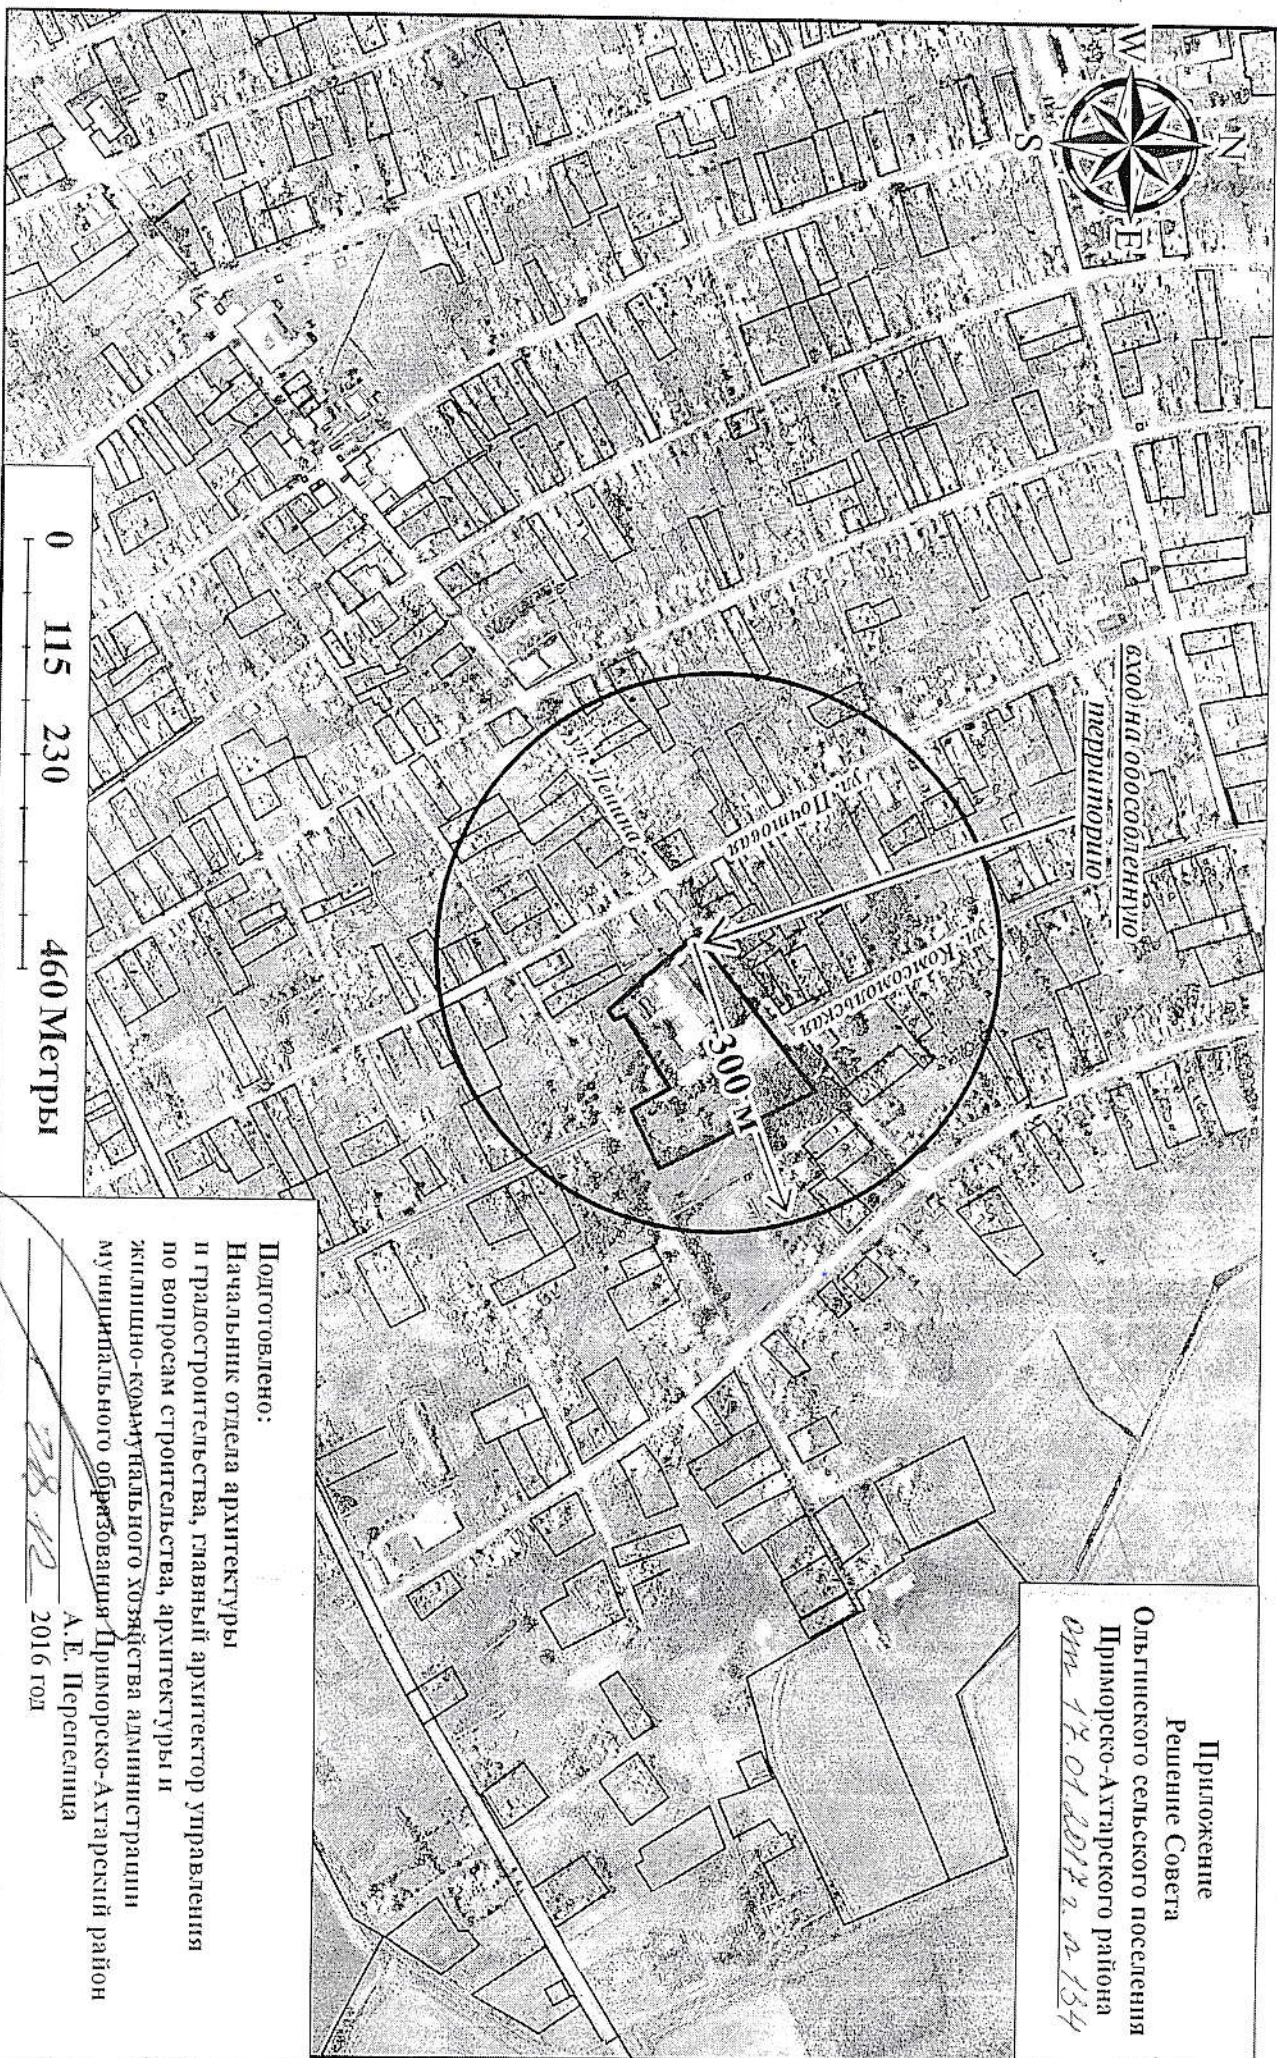 N
W
E
S
Приложение
Решение Совета
Ольгинского сельского поселения
Приморско-Ахтарского района
от 17.01.2017 г. № 134
вход на обособленную
территорию
ул. Ленина
ул. Почтовая
ул. Комсомольская
300 м
0 115 230 460 Метры
Подготовлено:
Начальник отдела архитектуры
и градостроительства, главный архитектор управления
по вопросам строительства, архитектуры и
жилищно-коммунального хозяйства администрации
муниципального образования Приморско-Ахтарский район
А.Е. Перепелица
28.12 2016 год